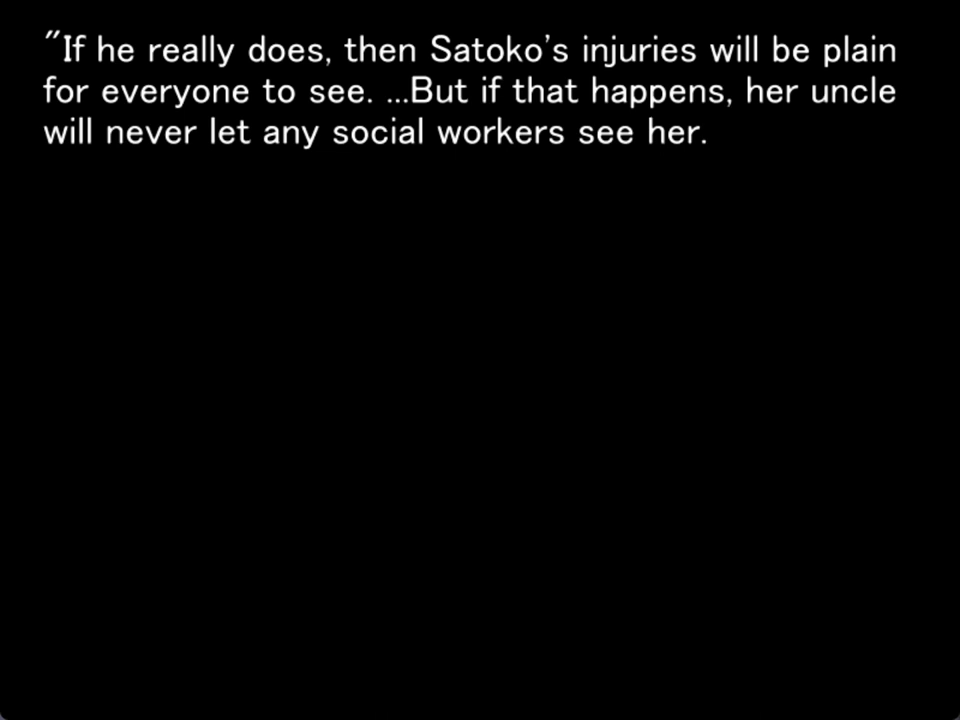 "If he really does, then Satoko's injuries will be plain
for everyone to see. ...But if that happens, her uncle
will never let any social workers see her.